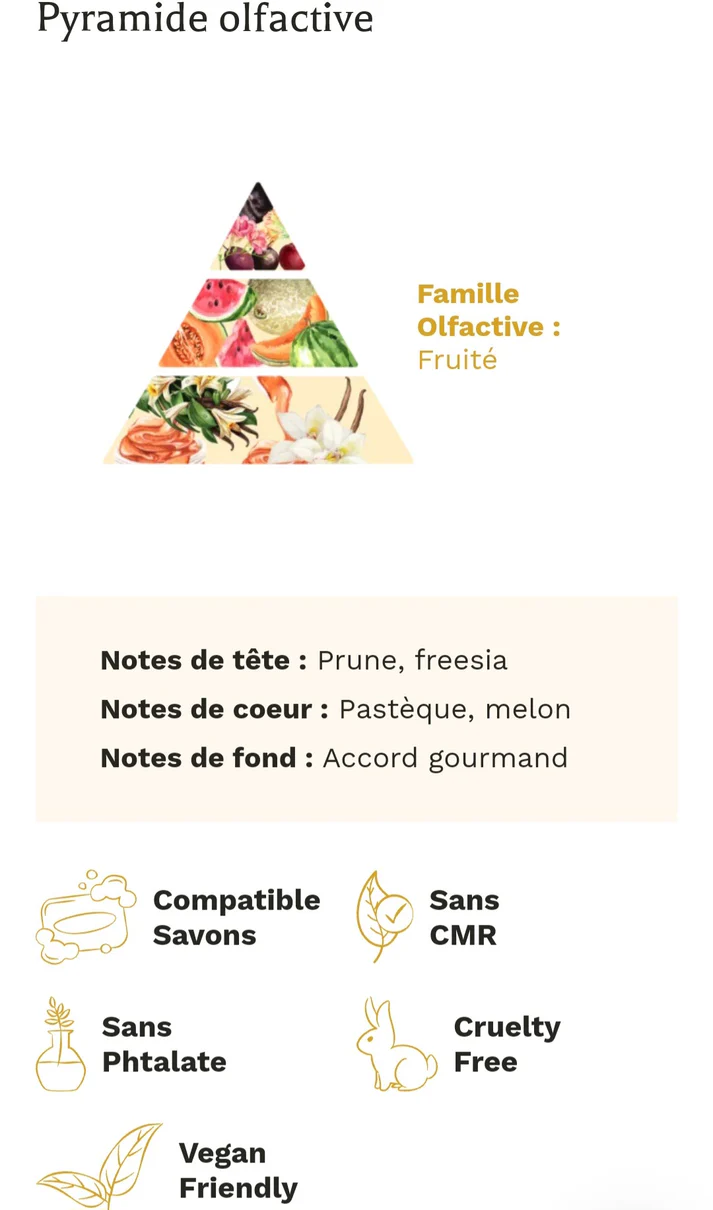 Pyramide olfactive
Famille
Olfactive :
Fruité
Notes de tête : Prune, freesia
Notes de coeur : Pastèque, melon
Notes de fond : Accord gourmand
Compatible
Savons
Sans
CMR
Sans
Phtalate
Cruelty
Free
Vegan
Friendly